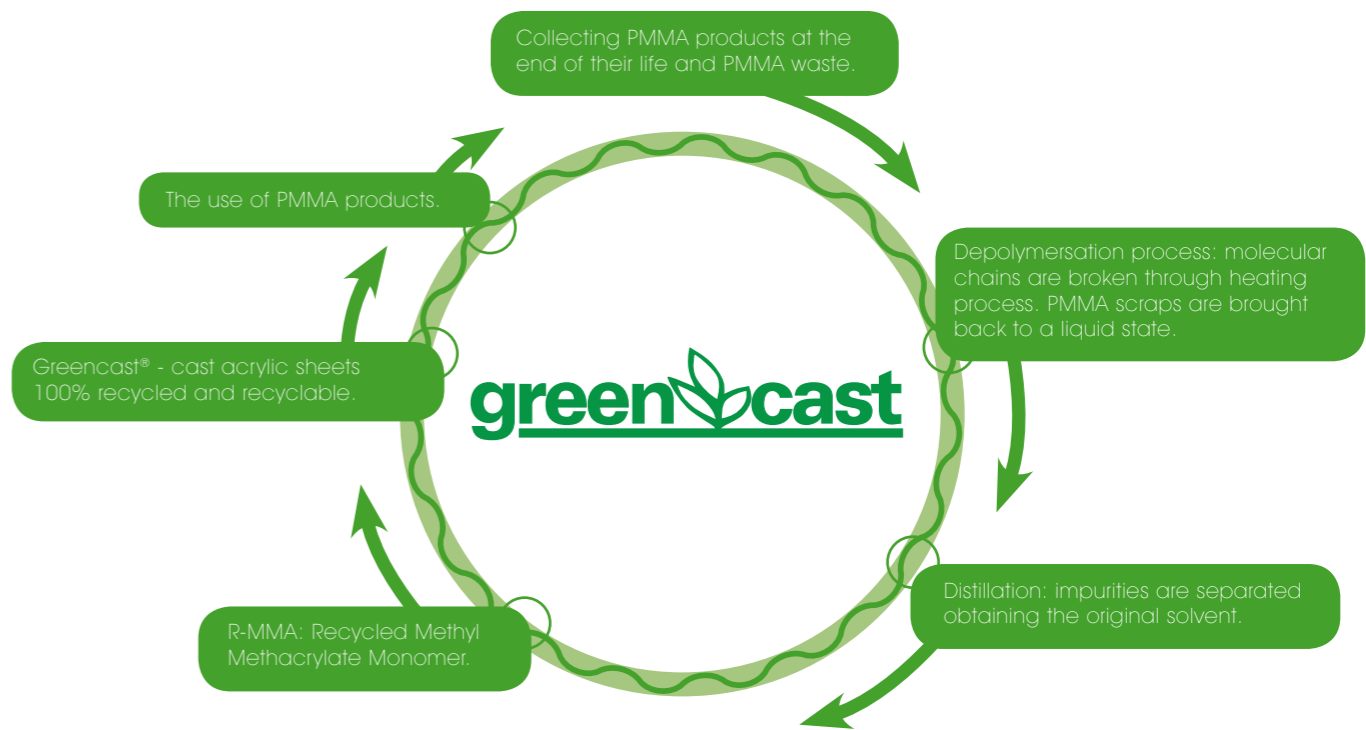 Collecting PMMA products at the
end of their life and PMMA waste.
The use of PMMA products.
Depolymersation process: molecular
chains are broken through heating
process. PMMA scraps are brought
back to a liquid state.
Greencast® - cast acrylic sheets
100% recycled and recyclable.
greencast
Distillation: impurities are separated
obtaining the original solvent.
R-MMA: Recycled Methyl
Methacrylate Monomer.